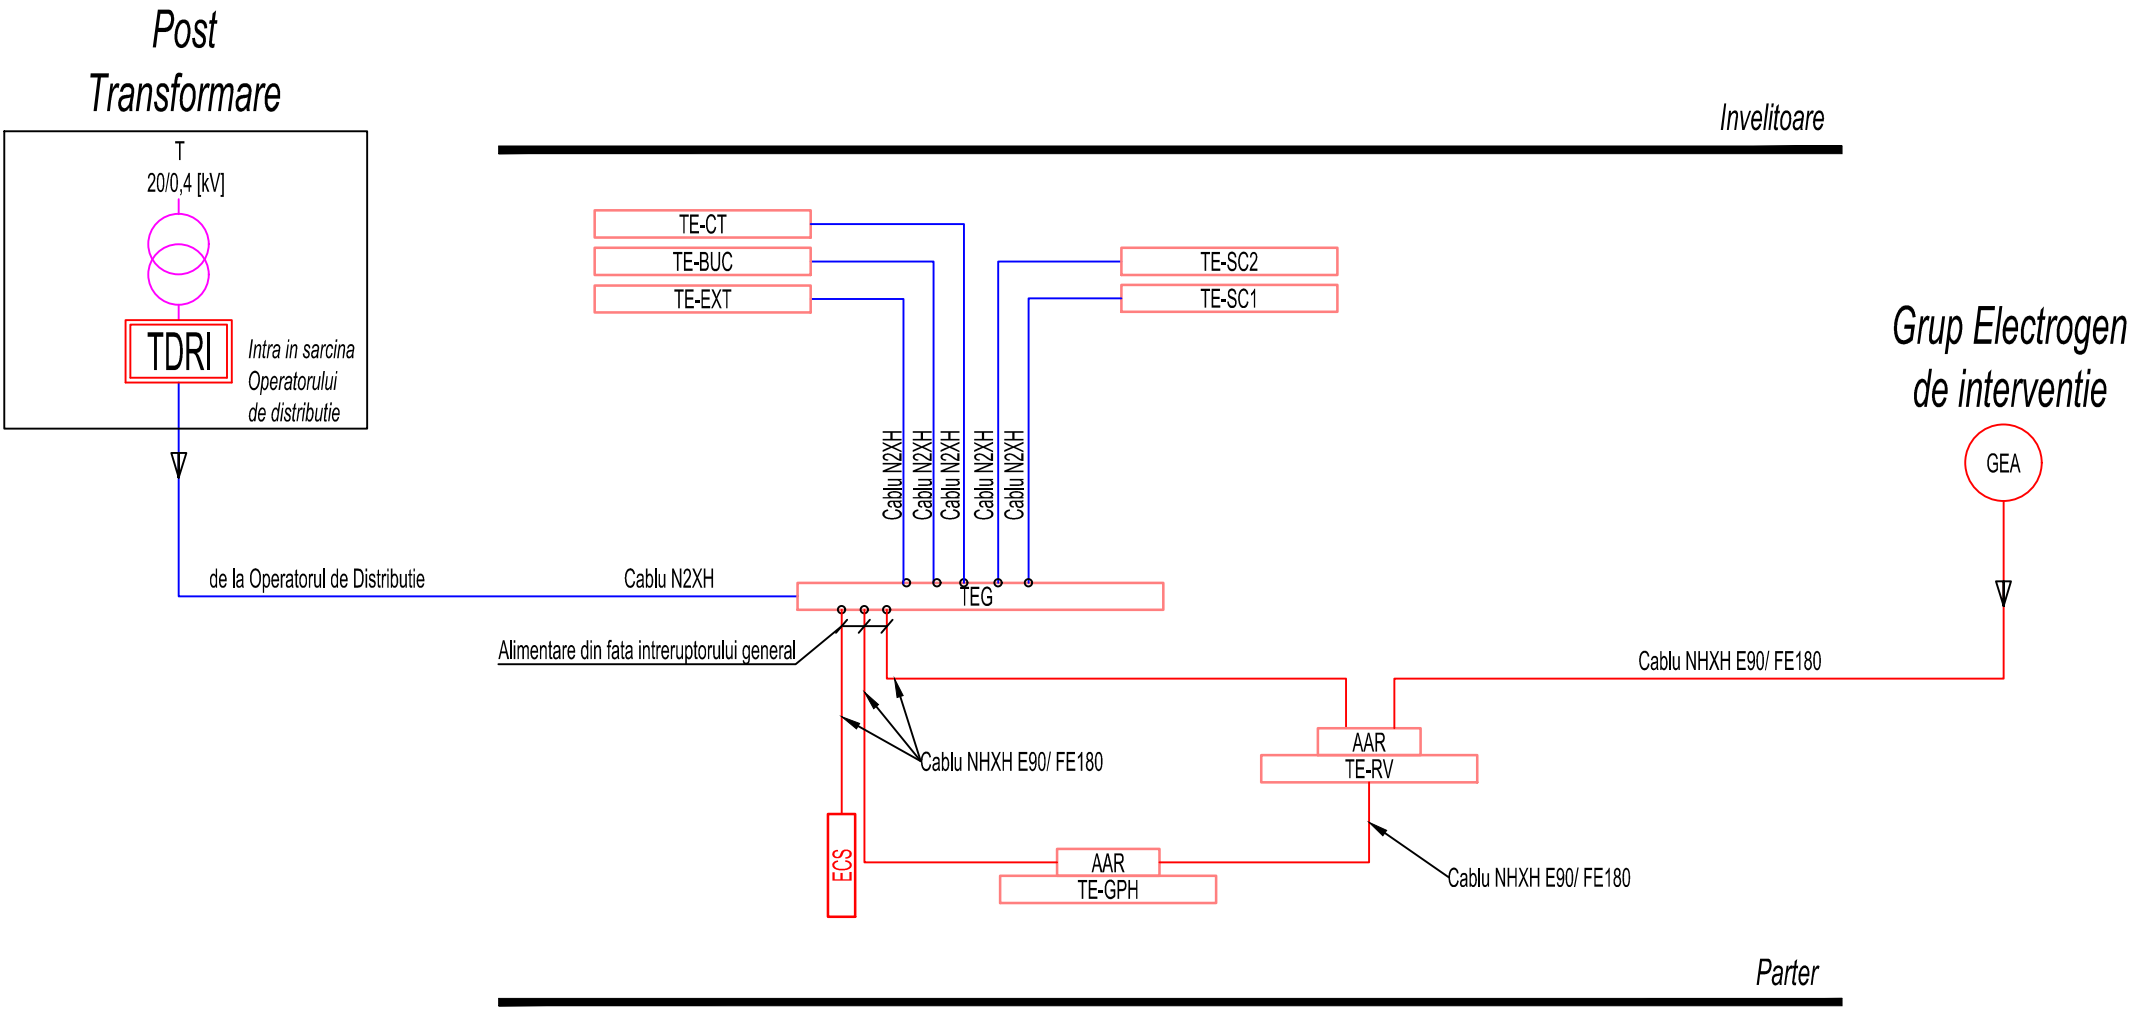 Post
Transformare
T
20/0,4 [kV]
TDRI
Intra in sarcina
Operatorului
de distributie
Invelitoare
TE-CT
TE-BUC
TE-EXT
TE-SC2
TE-SC1
Grup Electrogen
de interventie
GEA
Cablu N2XH
Cablu N2XH
Cablu N2XH
Cablu N2XH
Cablu N2XH
de la Operatorul de Distributie
Cablu N2XH
TEG
Alimentare din fata intreruptorului general
Cablu NHXH E90/ FE180
Cablu NHXH E90/ FE180
AAR
TE-RV
ECS
AAR
TE-GPH
Cablu NHXH E90/ FE180
Parter